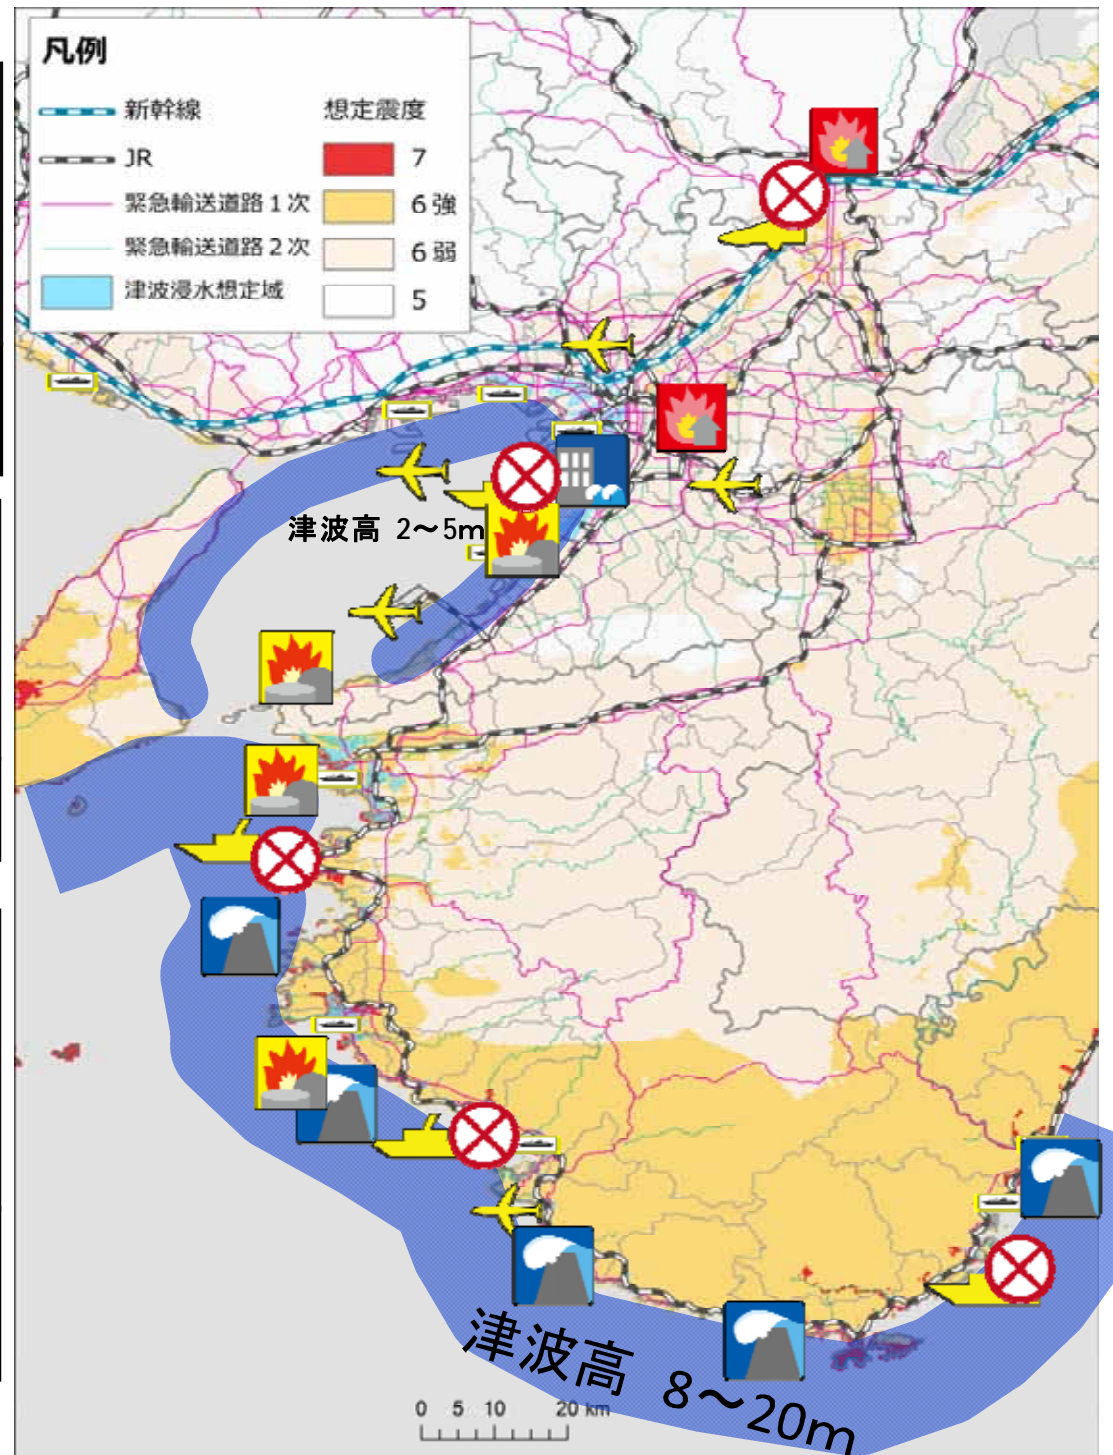 凡例
新幹線
JR
緊急輸送道路1次
緊急輸送道路2次
津波浸水想定域
想定震度
7
6強
6弱
5
津波高 2～5m
津波高 8～20m
0 5 10 20 km